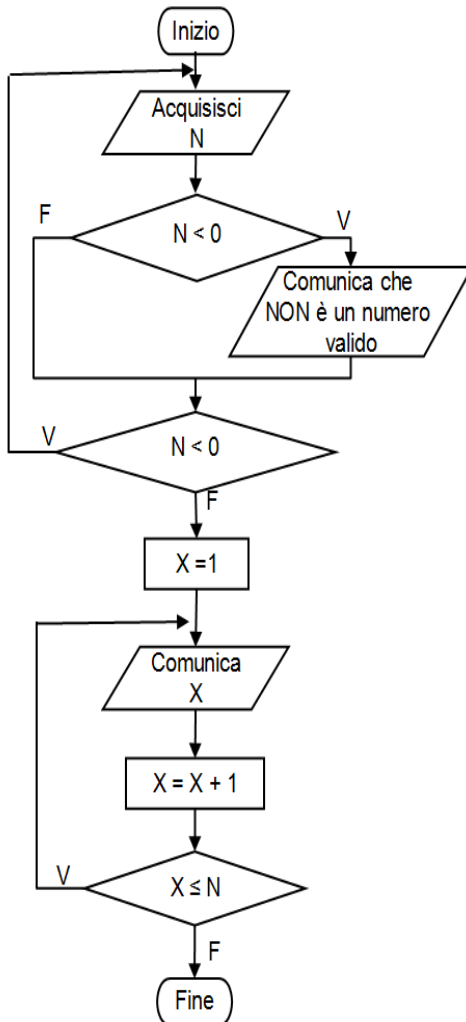 Inizio
Acquisisci
N
F
V
N < 0
Comunica che
NON è un numero
valido
V
N < 0
F
X =1
Comunica
X
X = X + 1
V
X ≤ N
F
Fine